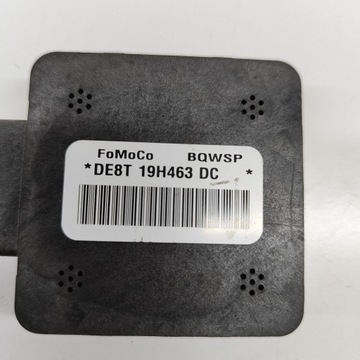 FoMoCo BQWSP
*DE8T 19H463 DC *